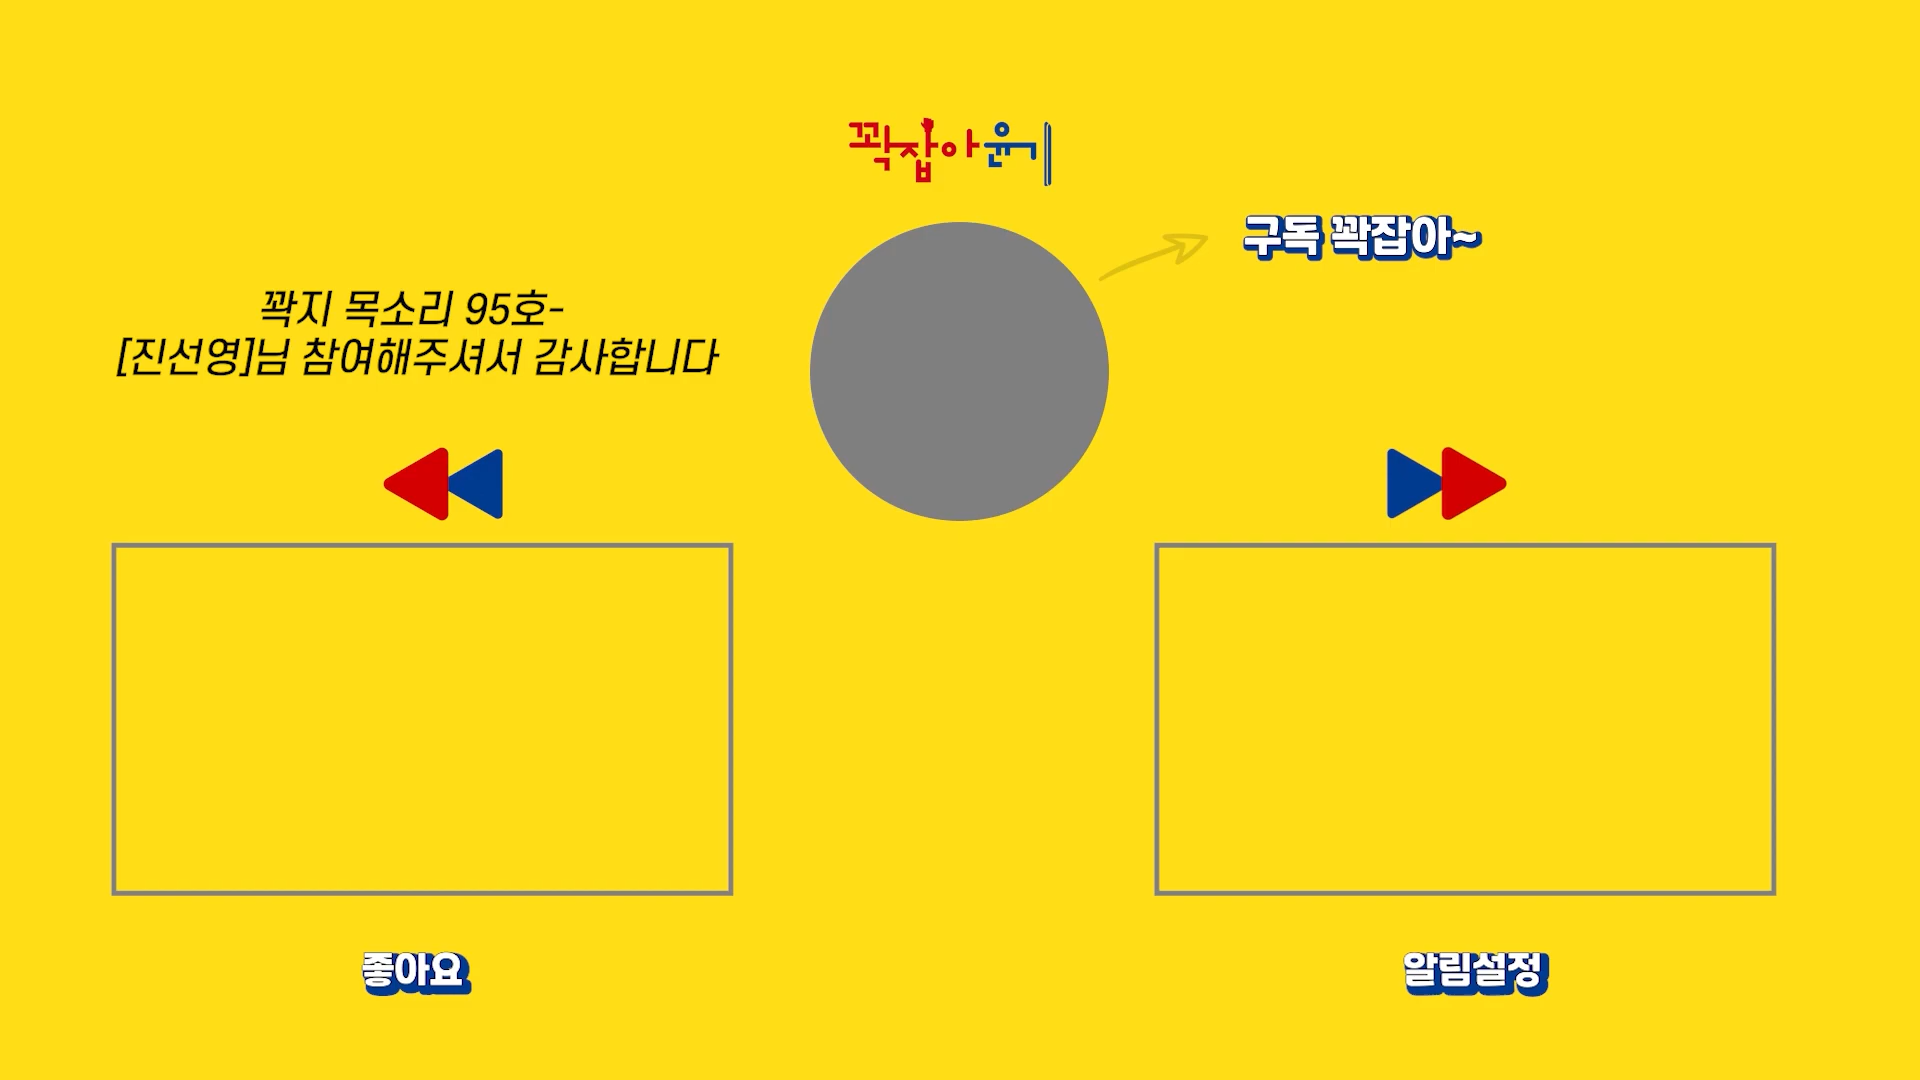 꽉잡아윤기
구독 꽉잡아~
꽉지 목소리 95호-
[진선영]님 참여해주셔서 감사합니다
좋아요
알림설정